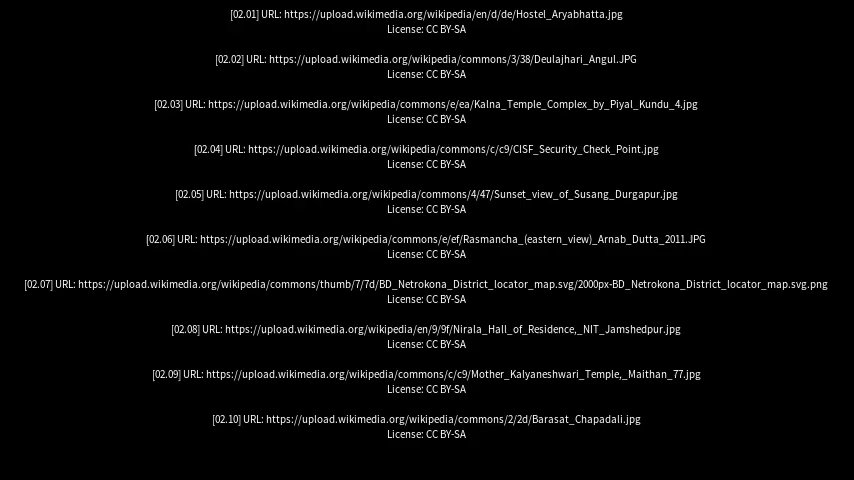 [02.01] URL: https://upload.wikimedia.org/wikipedia/en/d/de/Hostel_Aryabhatta.jpg
License: CC BY-SA
[02.02] URL: https://upload.wikimedia.org/wikipedia/commons/3/38/Deulajhari_Angul.JPG
License: CC BY-SA
[02.03] URL: https://upload.wikimedia.org/wikipedia/commons/e/ea/Kalna_Temple_Complex_by_Piyal_Kundu_4.jpg
License: CC BY-SA
[02.04] URL: https://upload.wikimedia.org/wikipedia/commons/c/c9/CISF_Security_Check_Point.jpg
License: CC BY-SA
[02.05] URL: https://upload.wikimedia.org/wikipedia/commons/4/47/Sunset_view_of_Susang_Durgapur.jpg
License: CC BY-SA
[02.06] URL: https://upload.wikimedia.org/wikipedia/commons/e/ef/Rasmancha_(eastern_view)_Arnab_Dutta_2011.JPG
License: CC BY-SA
[02.07] URL: https://upload.wikimedia.org/wikipedia/commons/thumb/7/7d/BD_Netrokona_District_locator_map.svg/2000px-BD_Netrokona_District_locator_map.svg.png
License: CC BY-SA
[02.08] URL: https://upload.wikimedia.org/wikipedia/en/9/9f/Nirala_Hall_of_Residence,_NIT_Jamshedpur.jpg
License: CC BY-SA
[02.09] URL: https://upload.wikimedia.org/wikipedia/commons/c/c9/Mother_Kalyaneshwari_Temple,_Maithan_77.jpg
License: CC BY-SA
[02.10] URL: https://upload.wikimedia.org/wikipedia/commons/2/2d/Barasat_Chapadali.jpg
License: CC BY-SA